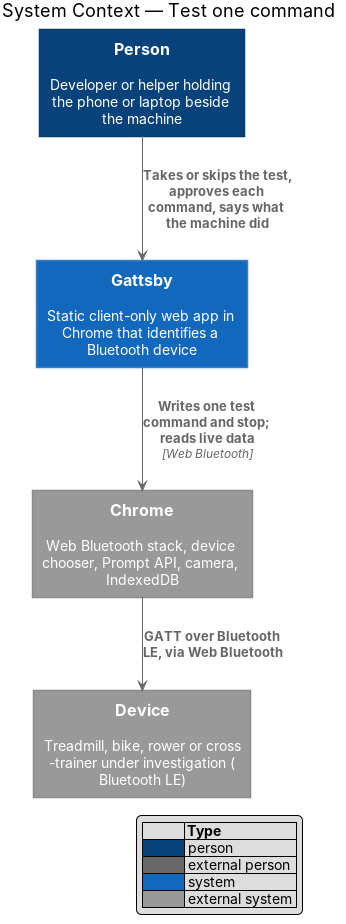 System Context — Test one command
Person
Developer or helper holding
the phone or laptop beside
the machine
Takes or skips the test,
approves each
command, says what
the machine did
Gattsby
Static client-only web app in
Chrome that identifies a
Bluetooth device
Writes one test
command and stop;
reads live data
[Web Bluetooth]
Chrome
Web Bluetooth stack, device
chooser, Prompt API, camera,
IndexedDB
GATT over Bluetooth
LE, via Web Bluetooth
Device
Treadmill, bike, rower or cross
-trainer under investigation (
Bluetooth LE)
Type
person
external person
system
external system